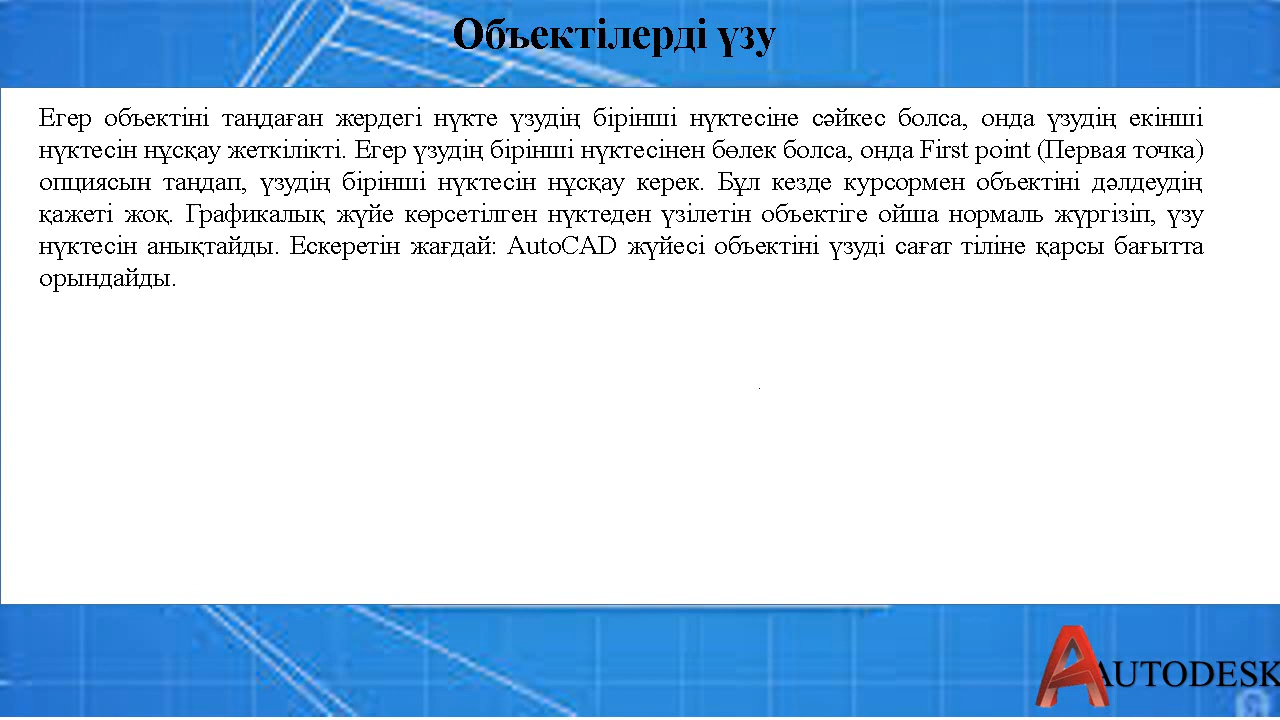 Объектілерді үзу
Егер объектіні таңдаған жердегі нүкте үзудің бірінші нүктесіне сәйкес болса, онда үзудің екінші
нүктесін нұсқау жеткілікті. Егер үзудің бірінші нүктесінен бөлек болса, онда First point (Первая точка)
опциясын таңдап, үзудің бірінші нүктесін нұсқау керек. Бұл кезде курсормен объектіні дәлдеудің
қажеті жоқ. Графикалық жүйе көрсетілген нүктеден үзілетін объектіге ойша нормаль жүргізіп, үзу
нүктесін анықтайды. Ескеретін жағдай: AutoCAD жүйесі объектіні үзуді сағат тіліне қарсы бағытта
орындайды.
AUTODESK